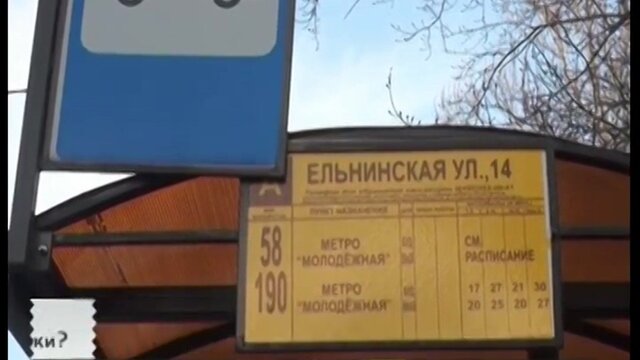 А ЕЛЬНИНСКАЯ УЛ.,14
ПУНКТ НАЗНАЧЕНИЯ
58 МЕТРО "МОЛОДЁЖНАЯ" СМ. РАСПИСАНИЕ
190 МЕТРО "МОЛОДЁЖНАЯ" 17 27 21 30
20 25 20 27
ки?